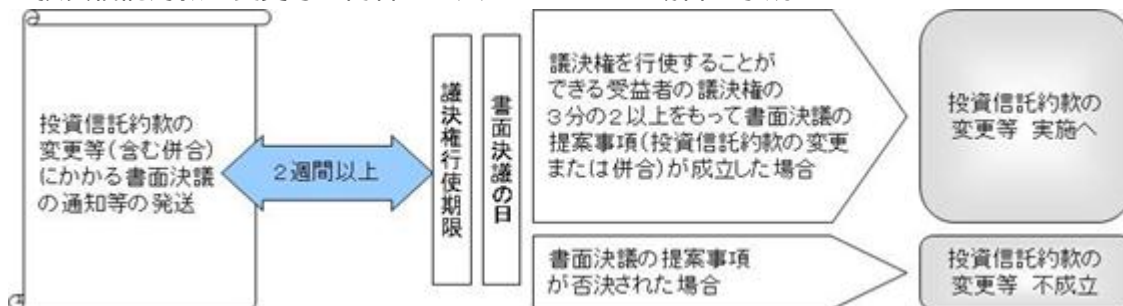 投資信託約款の
変更等(含む併合)
にかかる書面決議
の通知等の発送
2週間以上
議決権行使期限
書面決議の日
議決権を行使することが
できる受益者の議決権の
3分の2以上をもって書面決議の
提案事項(投資信託約款の変更
または併合)が成立した場合
投資信託約款の
変更等 実施へ
書面決議の提案事項
が否決された場合
投資信託約款の
変更等 不成立